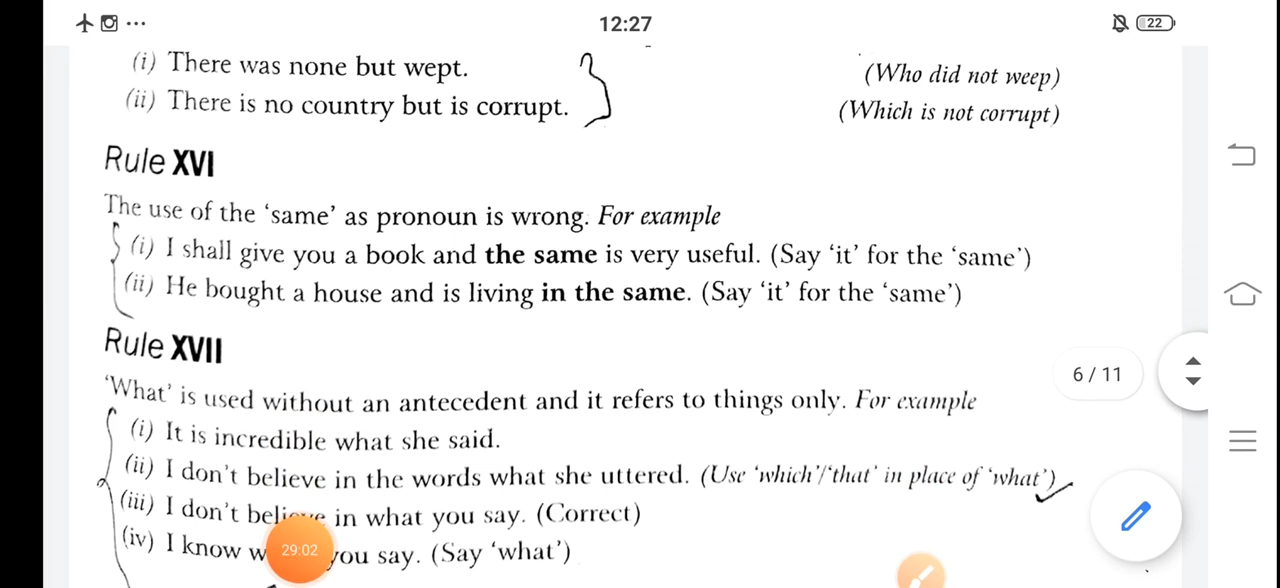 12:27
22
(i) There was none but wept. (Who did not weep)
(ii) There is no country but is corrupt. (Which is not corrupt)
Rule XVI
The use of the ‘same’ as pronoun is wrong. For example
(i) I shall give you a book and the same is very useful. (Say ‘it’ for the ‘same’)
(ii) He bought a house and is living in the same. (Say ‘it’ for the ‘same’)
Rule XVII
‘What’ is used without an antecedent and it refers to things only. For example
6 / 11
(i) It is incredible what she said.
(ii) I don't believe in the words what she uttered. (Use ‘which’/‘that’ in place of ‘what’)
(iii) I don't believe in what you say. (Correct)
(iv) I know you say. (Say ‘what’)
29:02